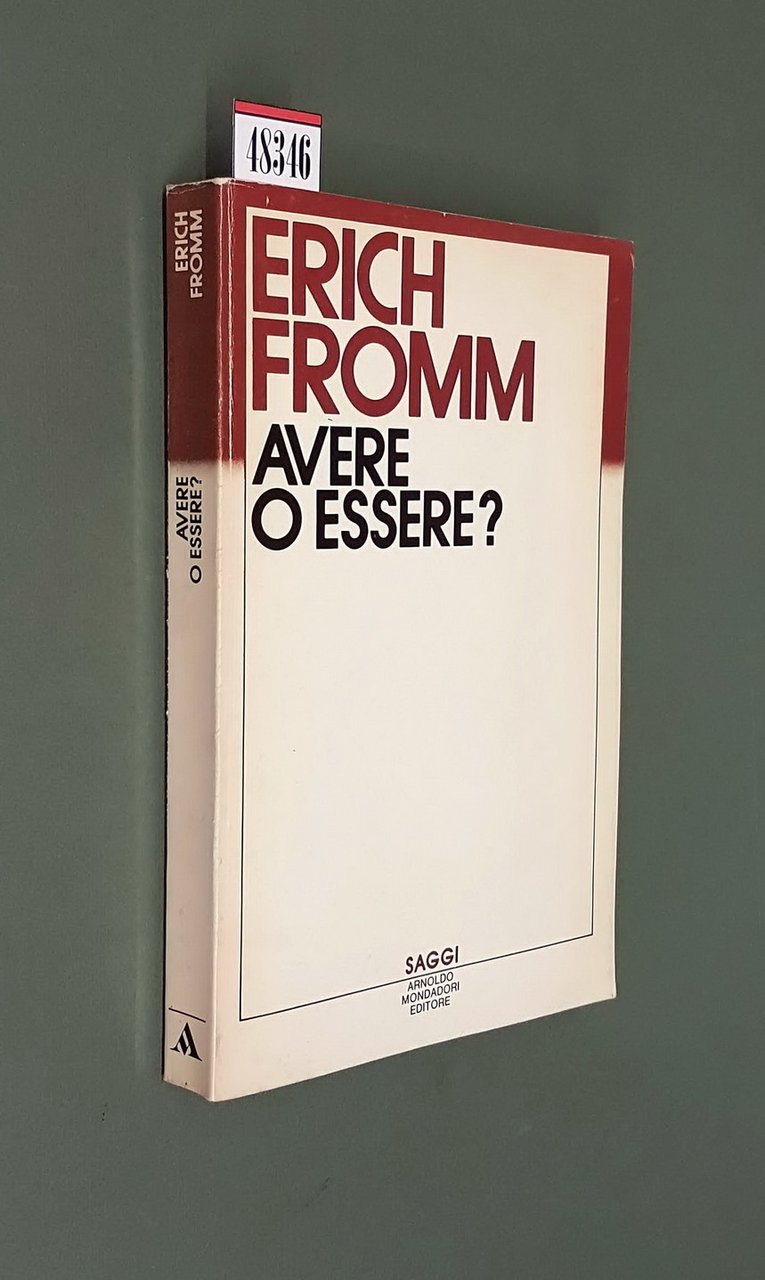 48346
ERICH
FROMM
AVERE
O ESSERE?
SAGGI
ARNOLDO
MONDADORI
EDITORE
ERICH
FROMM
AVERE
O ESSERE?